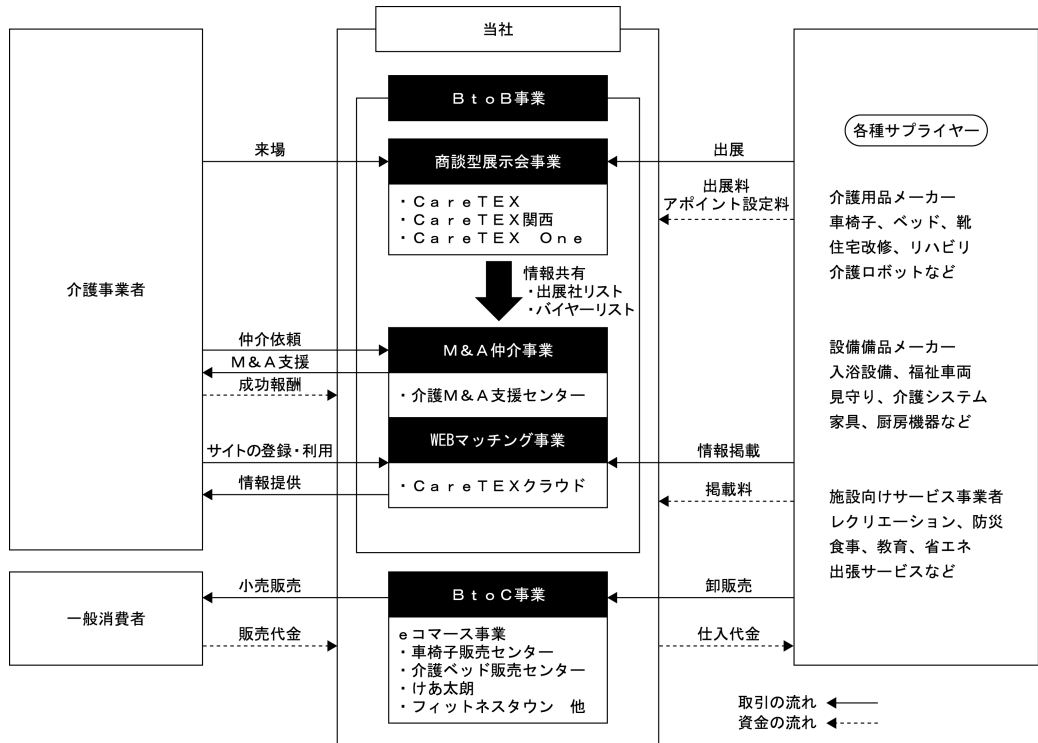 当社
BtoB事業
各種サプライヤー
来場
商談型展示会事業
出展
・CareTEX
・CareTEX関西
・CareTEX One
出展料
アポイント設定料
介護用品メーカー
車椅子、ベッド、靴
住宅改修、リハビリ
介護ロボットなど
介護事業者
情報共有
・出展社リスト
・バイヤーリスト
仲介依頼
M&A支援
成功報酬
M&A仲介事業
・介護M&A支援センター
設備備品メーカー
入浴設備、福祉車両
見守り、介護システム
家具、厨房機器など
サイトの登録・利用
情報提供
WEBマッチング事業
・CareTEXクラウド
情報掲載
掲載料
施設向けサービス事業者
レクリエーション、防災
食事、教育、省エネ
出張サービスなど
一般消費者
小売販売
販売代金
BtoC事業
eコマース事業
・車椅子販売センター
・介護ベッド販売センター
・けあ太朗
・フィットネスタウン 他
卸販売
仕入代金
取引の流れ
資金の流れ